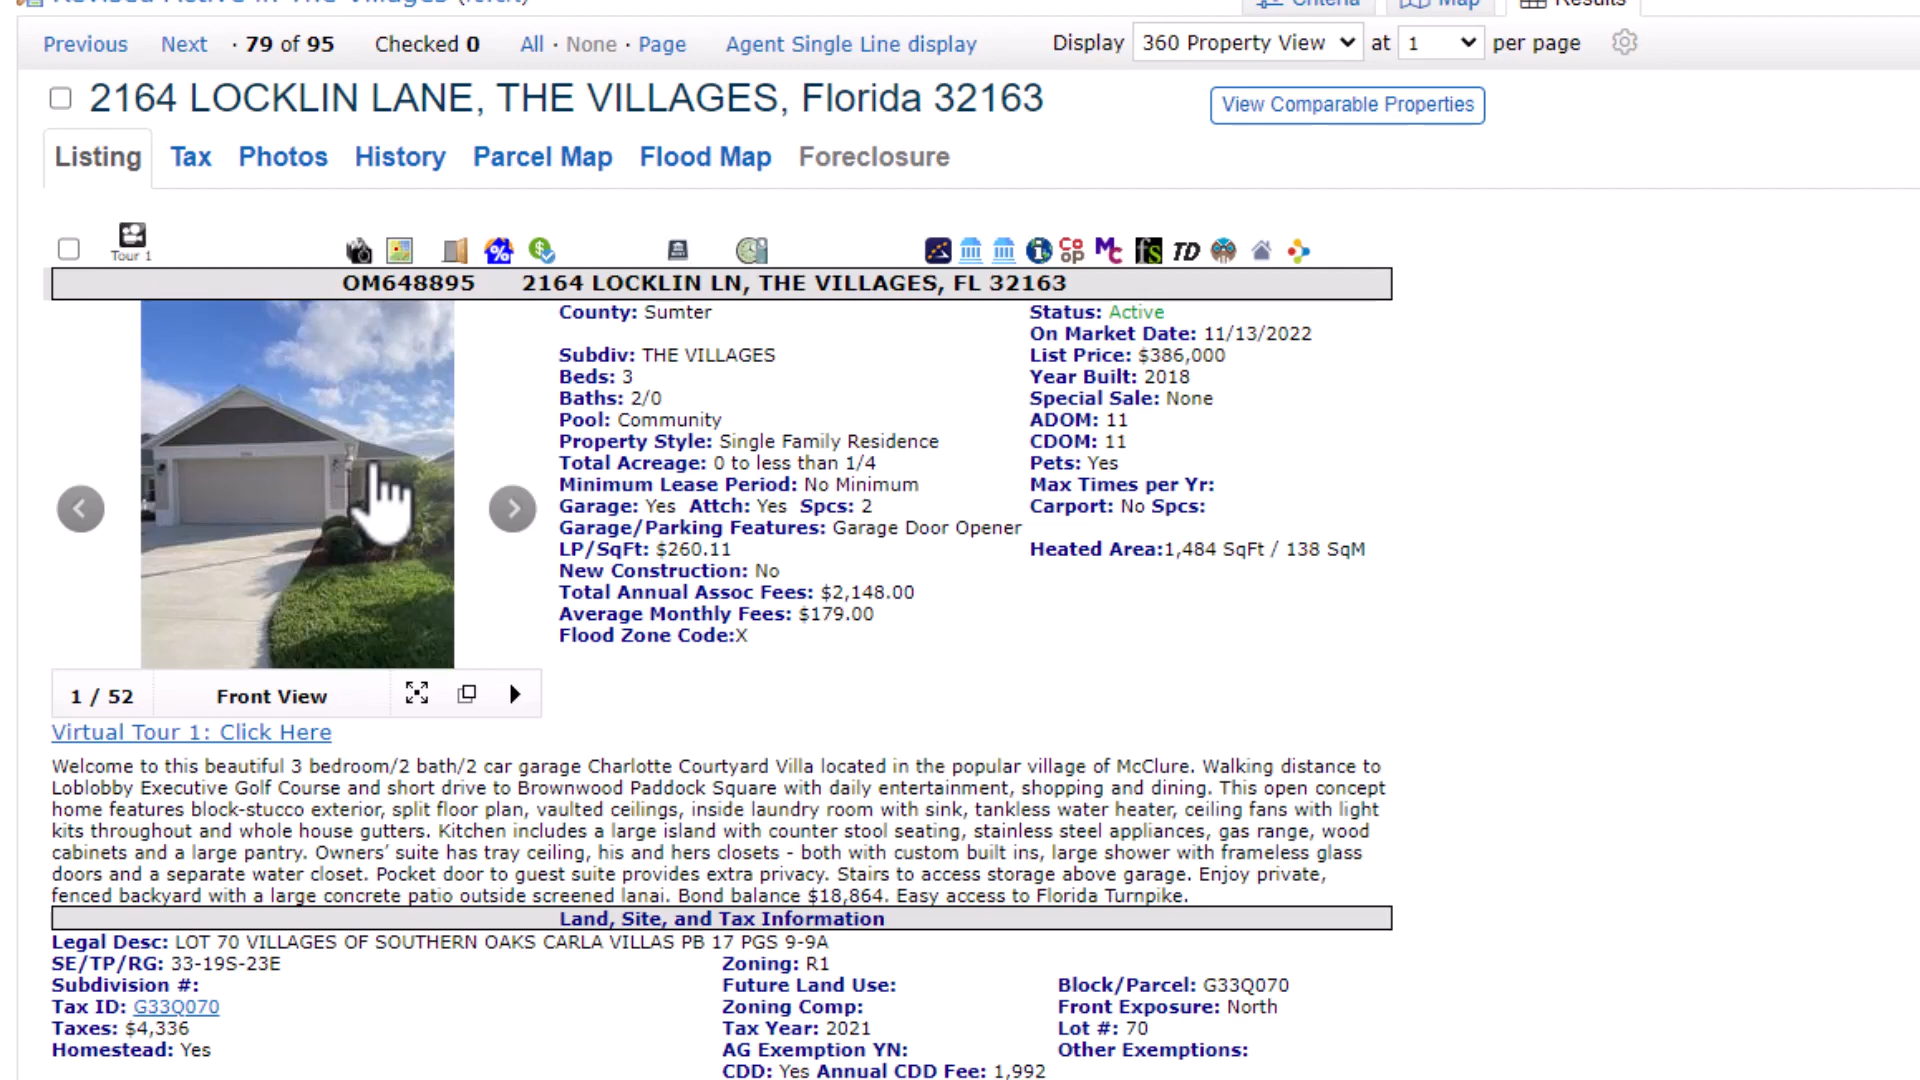 Previous Next · 79 of 95 Checked 0 All · None · Page Agent Single Line display Display 360 Property View at 1 per page
2164 LOCKLIN LANE, THE VILLAGES, Florida 32163 View Comparable Properties
Listing Tax Photos History Parcel Map Flood Map Foreclosure
Tour 1
OM648895 2164 LOCKLIN LN, THE VILLAGES, FL 32163
County: Sumter Status: Active
On Market Date: 11/13/2022
Subdiv: THE VILLAGES List Price: $386,000
Beds: 3 Year Built: 2018
Baths: 2/0 Special Sale: None
Pool: Community ADOM: 11
Property Style: Single Family Residence CDOM: 11
Total Acreage: 0 to less than 1/4 Pets: Yes
Minimum Lease Period: No Minimum Max Times per Yr:
Garage: Yes Attch: Yes Spcs: 2 Carport: No Spcs:
Garage/Parking Features: Garage Door Opener
LP/SqFt: $260.11 Heated Area:1,484 SqFt / 138 SqM
New Construction: No
Total Annual Assoc Fees: $2,148.00
Average Monthly Fees: $179.00
Flood Zone Code:X
1 / 52 Front View
Virtual Tour 1: Click Here
Welcome to this beautiful 3 bedroom/2 bath/2 car garage Charlotte Courtyard Villa located in the popular village of McClure. Walking distance to
Loblobby Executive Golf Course and short drive to Brownwood Paddock Square with daily entertainment, shopping and dining. This open concept
home features block-stucco exterior, split floor plan, vaulted ceilings, inside laundry room with sink, tankless water heater, ceiling fans with light
kits throughout and whole house gutters. Kitchen includes a large island with counter stool seating, stainless steel appliances, gas range, wood
cabinets and a large pantry. Owners’ suite has tray ceiling, his and hers closets - both with custom built ins, large shower with frameless glass
doors and a separate water closet. Pocket door to guest suite provides extra privacy. Stairs to access storage above garage. Enjoy private,
fenced backyard with a large concrete patio outside screened lanai. Bond balance $18,864. Easy access to Florida Turnpike.
Land, Site, and Tax Information
Legal Desc: LOT 70 VILLAGES OF SOUTHERN OAKS CARLA VILLAS PB 17 PGS 9-9A
SE/TP/RG: 33-19S-23E Zoning: R1
Subdivision #: Future Land Use: Block/Parcel: G33Q070
Tax ID: G33Q070 Zoning Comp: Front Exposure: North
Taxes: $4,336 Tax Year: 2021 Lot #: 70
Homestead: Yes AG Exemption YN: Other Exemptions:
CDD: Yes Annual CDD Fee: 1,992